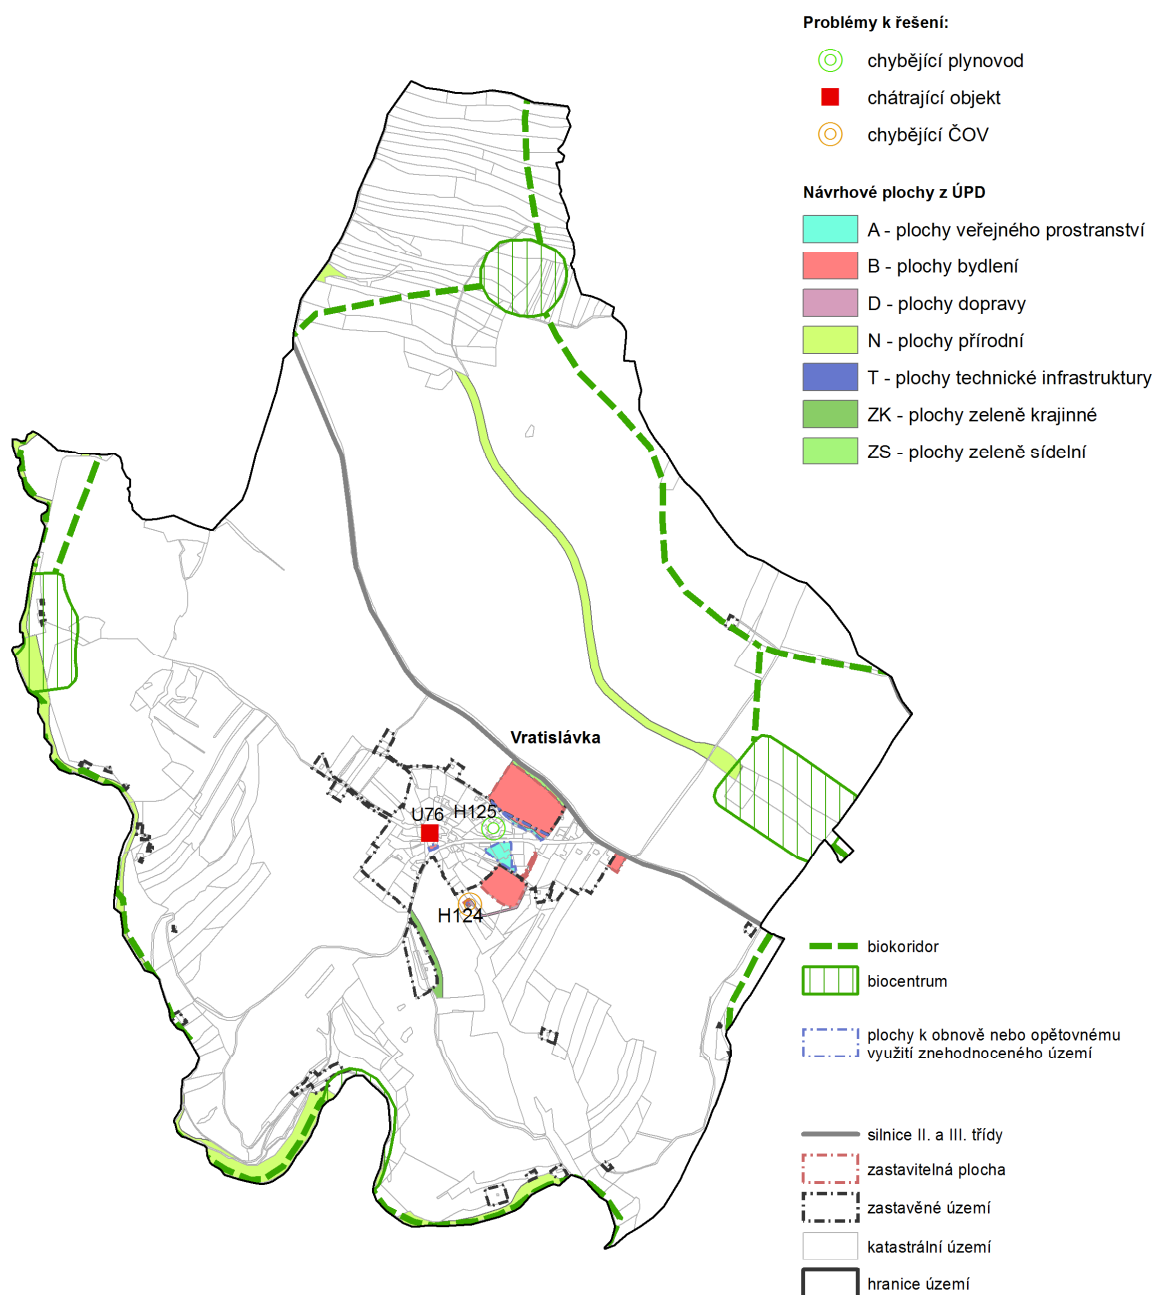 Problémy k řešení:
chybějící plynovod
chátrající objekt
chybějící ČOV
Návrhové plochy z ÚPD
A - plochy veřejného prostranství
B - plochy bydlení
D - plochy dopravy
N - plochy přírodní
T - plochy technické infrastruktury
ZK - plochy zeleně krajinné
ZS - plochy zeleně sídelní
Vratislávka
U76
H125
H124
biokoridor
biocentrum
plochy k obnově nebo opětovnému
využití znehodnoceného území
silnice II. a III. třídy
zastavitelná plocha
zastavěné území
katastrální území
hranice území